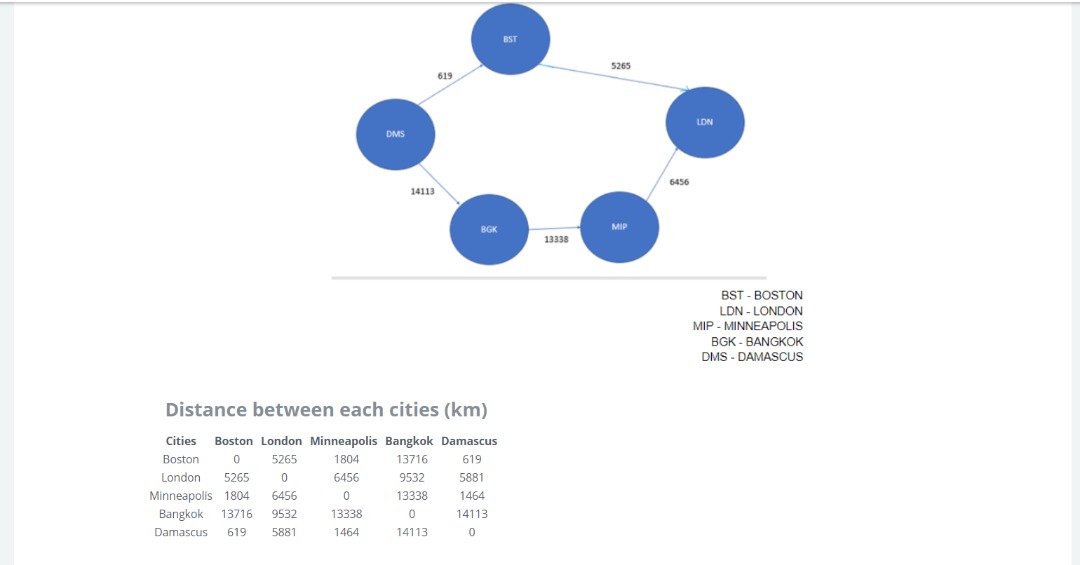 BST
5265
619
LDN
DMS
6456
14113
MIP
BGK
13338
BST - BOSTON
LDN - LONDON
MIP - MINNEAPOLIS
BGK - BANGKOK
DMS - DAMASCUS
Distance between each cities (km)
Cities Boston London Minneapolis Bangkok Damascus
Boston 0 5265 1804 13716 619
London 5265 0 6456 9532 5881
Minneapolis 1804 6456 0 13338 1464
Bangkok 13716 9532 13338 0 14113
Damascus 619 5881 1464 14113 0